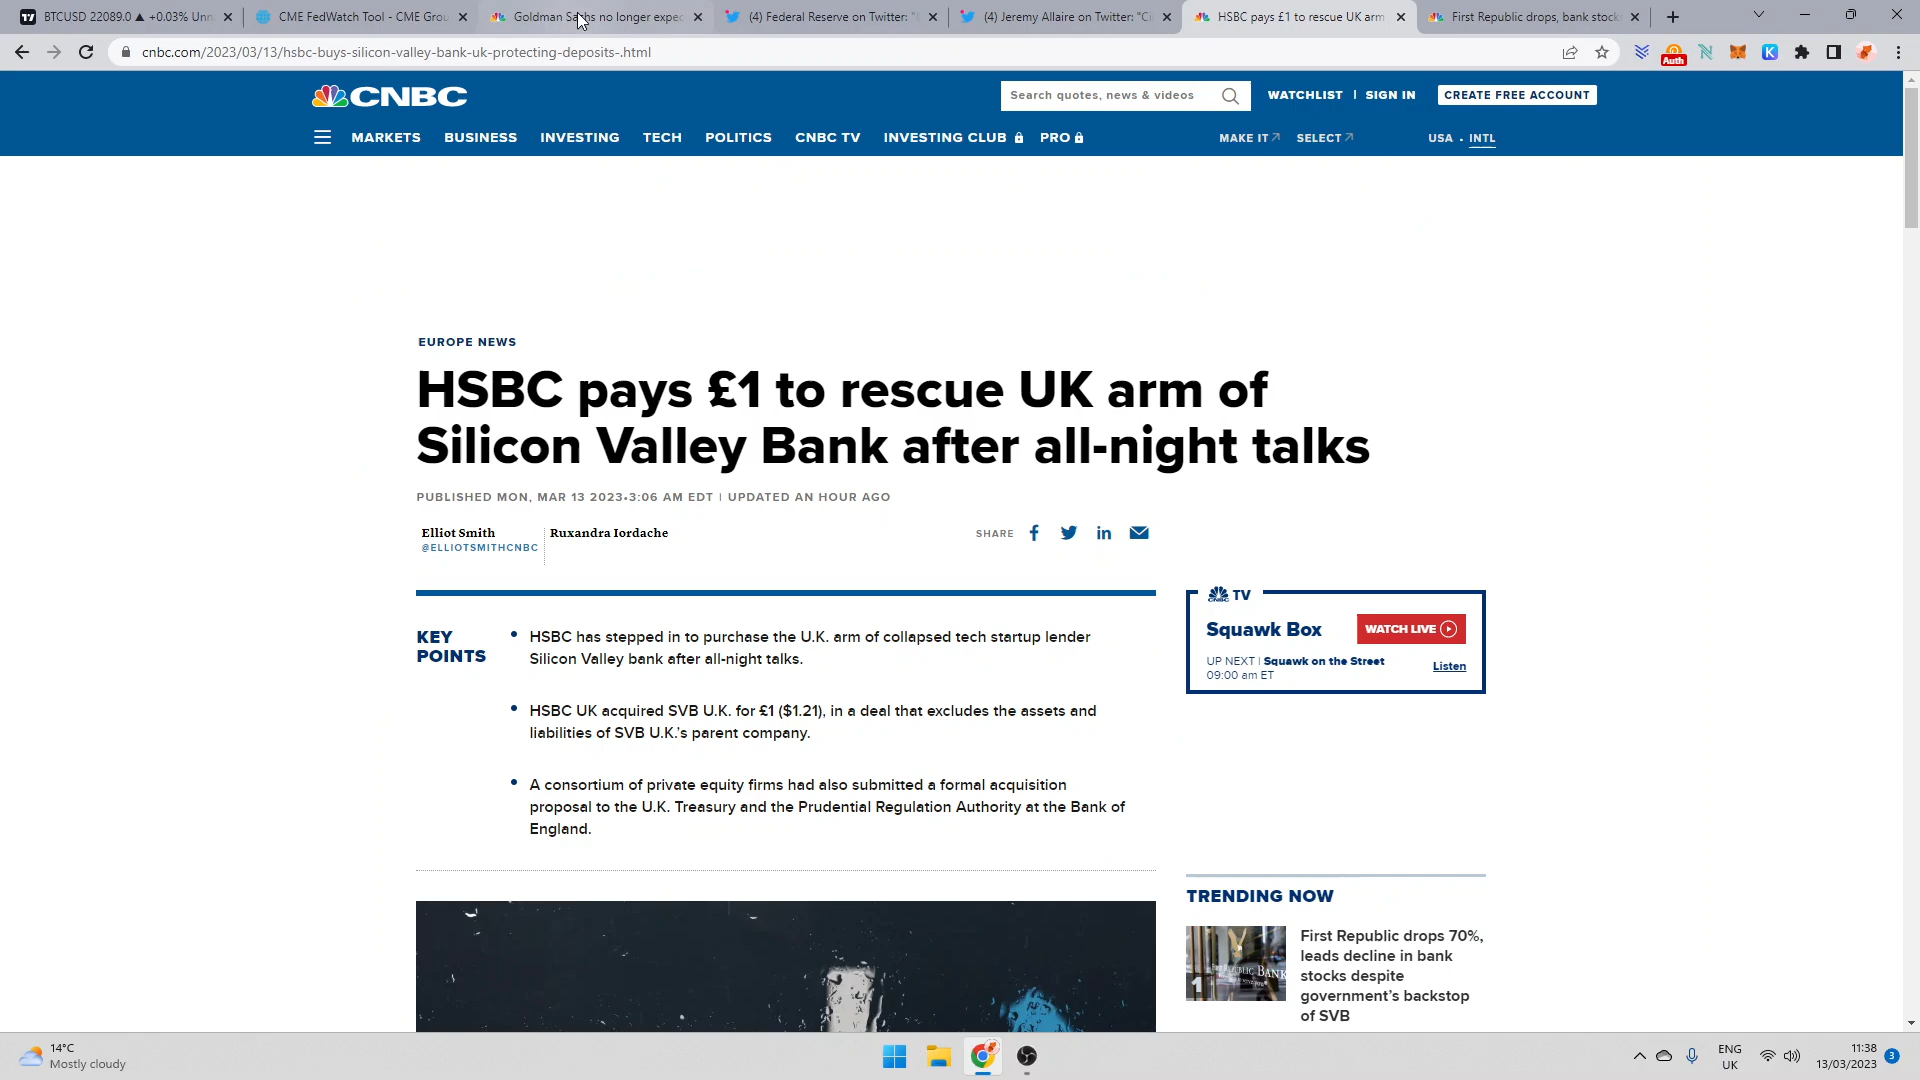 BTCUSD 22089.0 ▲ +0.03% Unn
CME FedWatch Tool - CME Grou
Goldman Sachs no longer expec
(4) Federal Reserve on Twitter: "
(4) Jeremy Allaire on Twitter: "Ci
HSBC pays £1 to rescue UK arm
First Republic drops, bank stock
cnbc.com/2023/03/13/hsbc-buys-silicon-valley-bank-uk-protecting-deposits-.html
Auth
CNBC
Search quotes, news & videos
WATCHLIST | SIGN IN
CREATE FREE ACCOUNT
MARKETS BUSINESS INVESTING TECH POLITICS CNBC TV INVESTING CLUB PRO
MAKE IT SELECT USA • INTL
EUROPE NEWS
HSBC pays £1 to rescue UK arm of
Silicon Valley Bank after all-night talks
PUBLISHED MON, MAR 13 2023•3:06 AM EDT | UPDATED AN HOUR AGO
Elliot Smith
@ELLIOTSMITHCNBC
Ruxandra Iordache
SHARE
KEY
POINTS
• HSBC has stepped in to purchase the U.K. arm of collapsed tech startup lender
Silicon Valley bank after all-night talks.
• HSBC UK acquired SVB U.K. for £1 ($1.21), in a deal that excludes the assets and
liabilities of SVB U.K.'s parent company.
• A consortium of private equity firms had also submitted a formal acquisition
proposal to the U.K. Treasury and the Prudential Regulation Authority at the Bank of
England.
CNBC TV
Squawk Box
WATCH LIVE
UP NEXT | Squawk on the Street
09:00 am ET
Listen
TRENDING NOW
1
First Republic drops 70%,
leads decline in bank
stocks despite
government's backstop
of SVB
14°C
Mostly cloudy
ENG
UK
11:38
13/03/2023
3